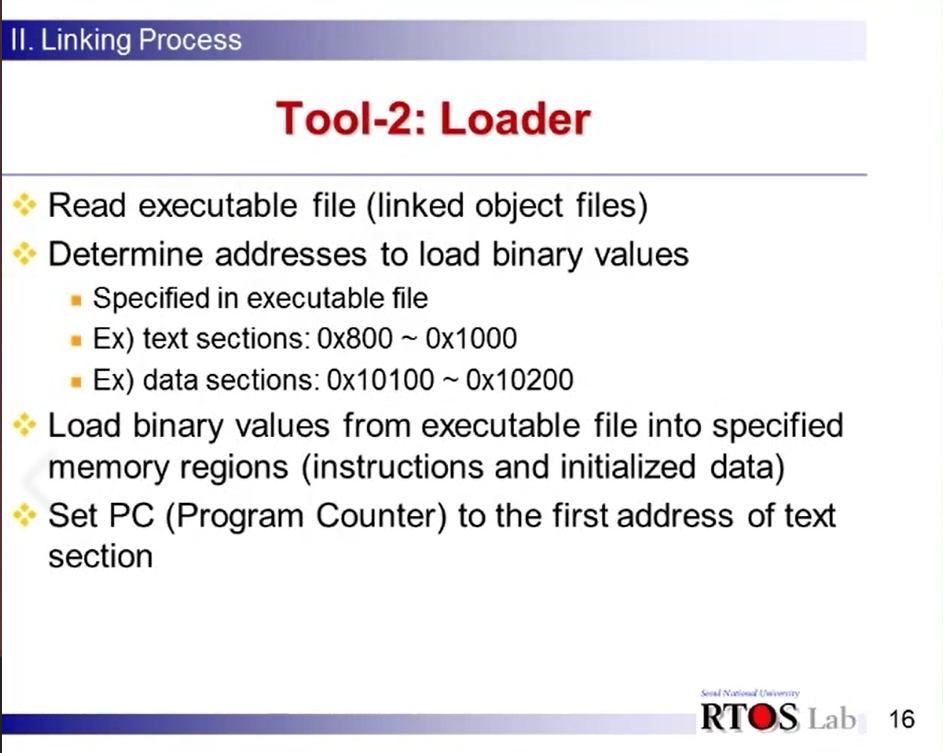 II. Linking Process
Tool-2: Loader
Read executable file (linked object files)
Determine addresses to load binary values
Specified in executable file
Ex) text sections: 0x800 ~ 0x1000
Ex) data sections: 0x10100 ~ 0x10200
Load binary values from executable file into specified
memory regions (instructions and initialized data)
Set PC (Program Counter) to the first address of text
section
Seoul National University
RTOS Lab
16